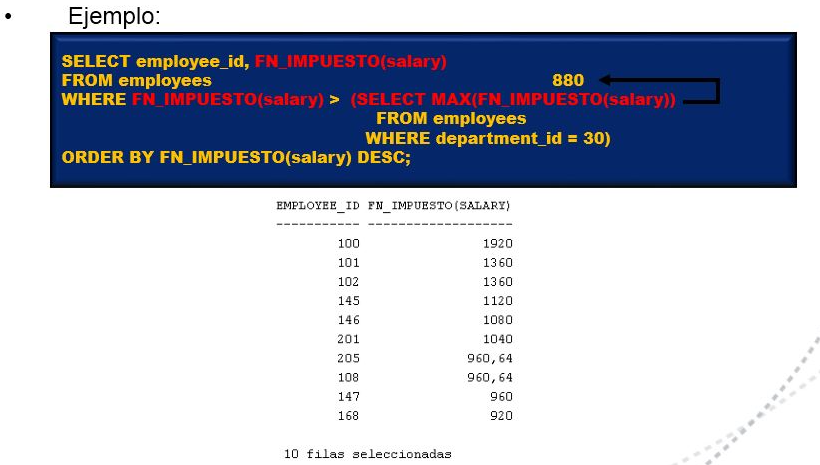 • Ejemplo:
SELECT employee_id, FN_IMPUESTO(salary)
FROM employees 880
WHERE FN_IMPUESTO(salary) > (SELECT MAX(FN_IMPUESTO(salary))
FROM employees
WHERE department_id = 30)
ORDER BY FN_IMPUESTO(salary) DESC;
EMPLOYEE_ID FN_IMPUESTO(SALARY)
----------- -------------------
100 1920
101 1360
102 1360
145 1120
146 1080
201 1040
205 960,64
108 960,64
147 960
168 920
10 filas seleccionadas